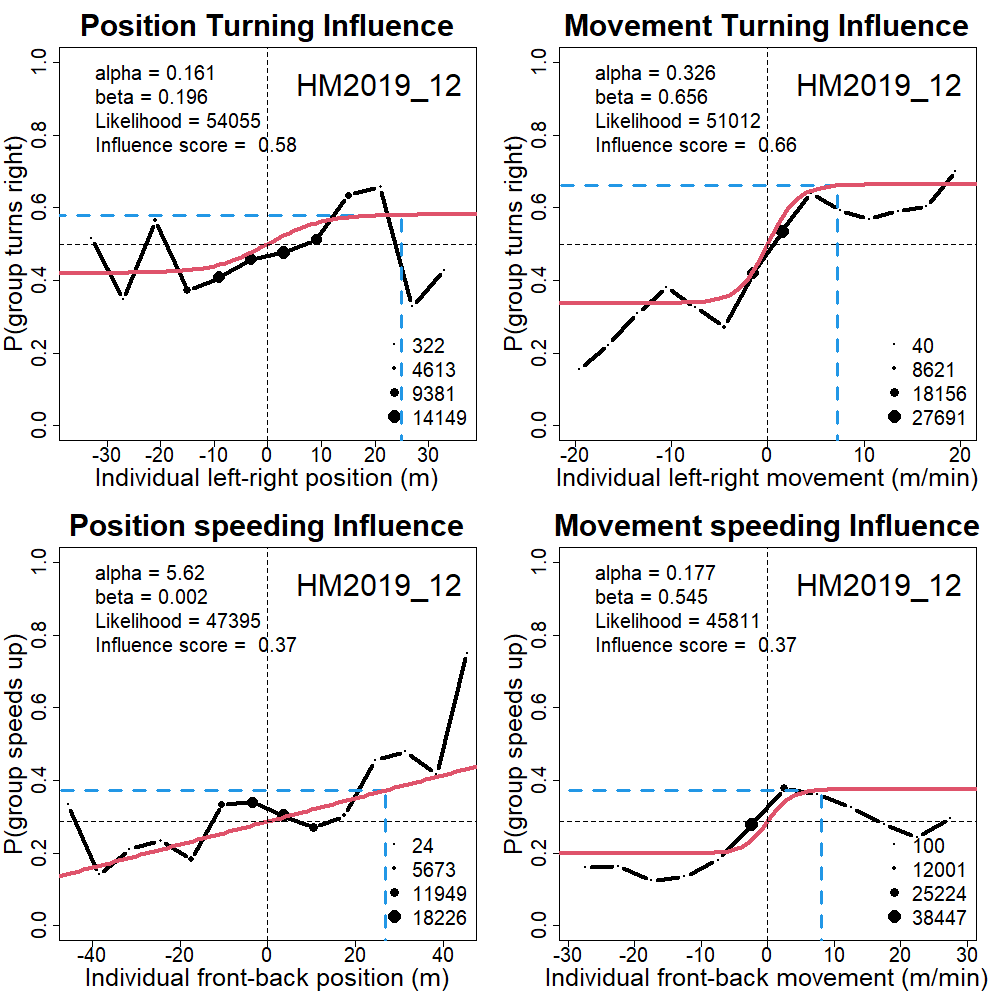 Position Turning Influence
alpha = 0.161
beta = 0.196
Likelihood = 54055
Influence score = 0.58
HM2019_12
P(group turns right)
0.0 0.2 0.4 0.6 0.8 1.0
322
4613
9381
14149
-30 -20 -10 0 10 20 30
Individual left-right position (m)
Movement Turning Influence
alpha = 0.326
beta = 0.656
Likelihood = 51012
Influence score = 0.66
HM2019_12
P(group turns right)
0.0 0.2 0.4 0.6 0.8 1.0
40
8621
18156
27691
-20 -10 0 10 20
Individual left-right movement (m/min)
Position speeding Influence
alpha = 5.62
beta = 0.002
Likelihood = 47395
Influence score = 0.37
HM2019_12
P(group speeds up)
0.0 0.2 0.4 0.6 0.8 1.0
24
5673
11949
18226
-40 -20 0 20 40
Individual front-back position (m)
Movement speeding Influence
alpha = 0.177
beta = 0.545
Likelihood = 45811
Influence score = 0.37
HM2019_12
P(group speeds up)
0.0 0.2 0.4 0.6 0.8 1.0
100
12001
25224
38447
-30 -20 -10 0 10 20 30
Individual front-back movement (m/min)